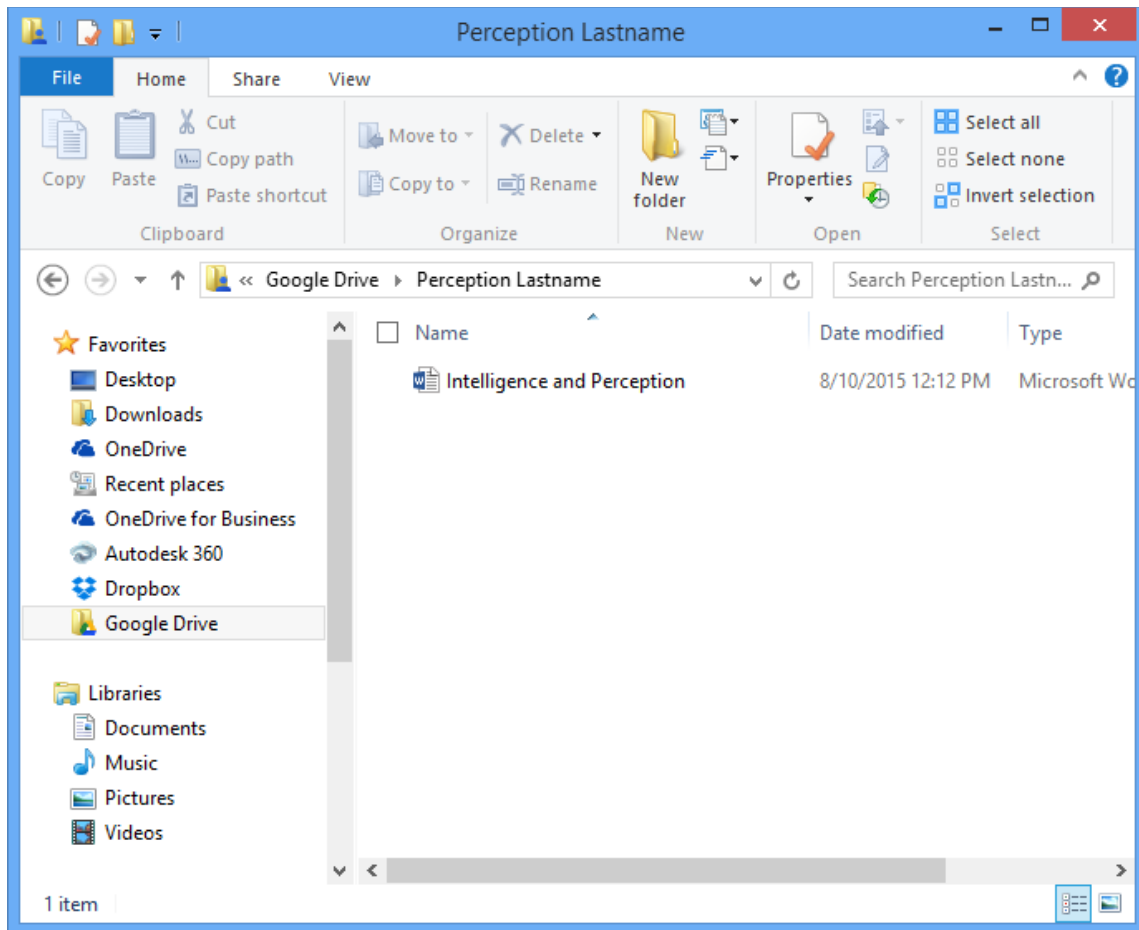 Perception Lastname
File Home Share View
Copy
Paste
Cut
Copy path
Paste shortcut
Clipboard
Move to
Copy to
Delete
Rename
Organize
New folder
New
Properties
Open
Select all
Select none
Invert selection
Select
« Google Drive Perception Lastname
Search Perception Lastn...
Favorites
Desktop
Downloads
OneDrive
Recent places
OneDrive for Business
Autodesk 360
Dropbox
Google Drive
Libraries
Documents
Music
Pictures
Videos
Name Date modified Type
Intelligence and Perception 8/10/2015 12:12 PM Microsoft Wo
1 item